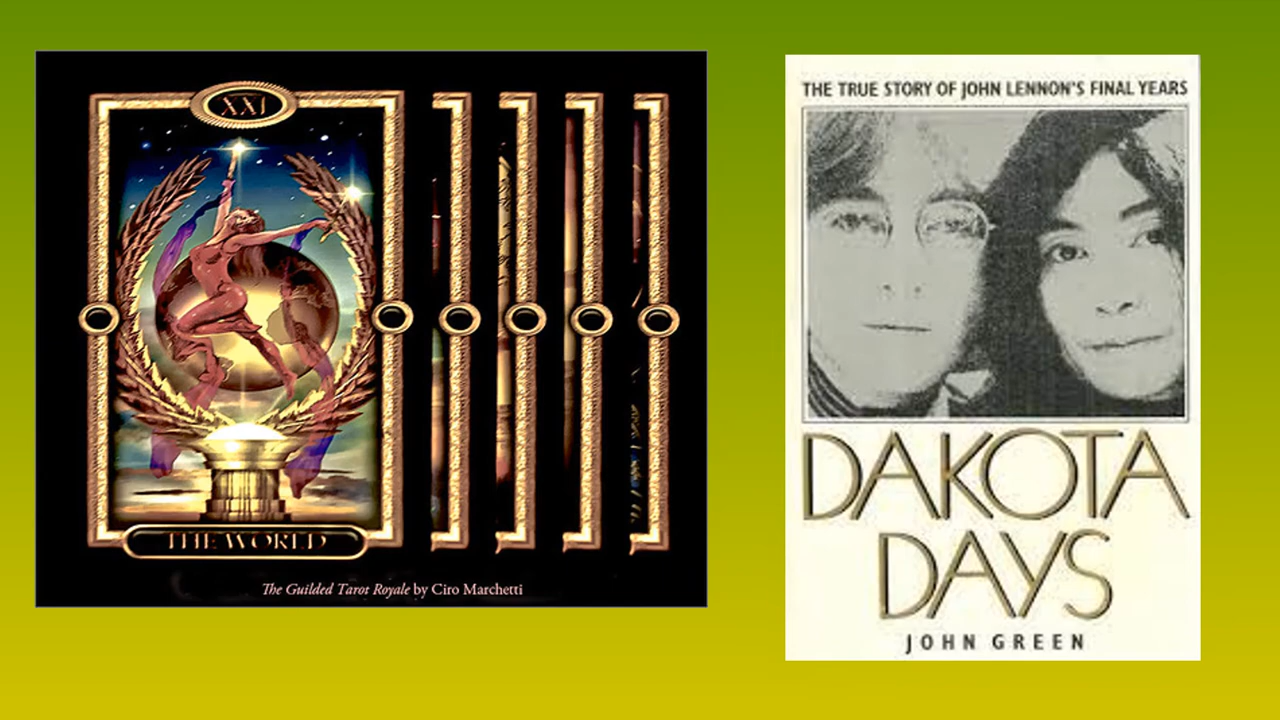 XXI
THE WORLD
The Guilded Tarot Royale by Ciro Marchetti
THE TRUE STORY OF JOHN LENNON'S FINAL YEARS
DAKOTA
DAYS
JOHN GREEN